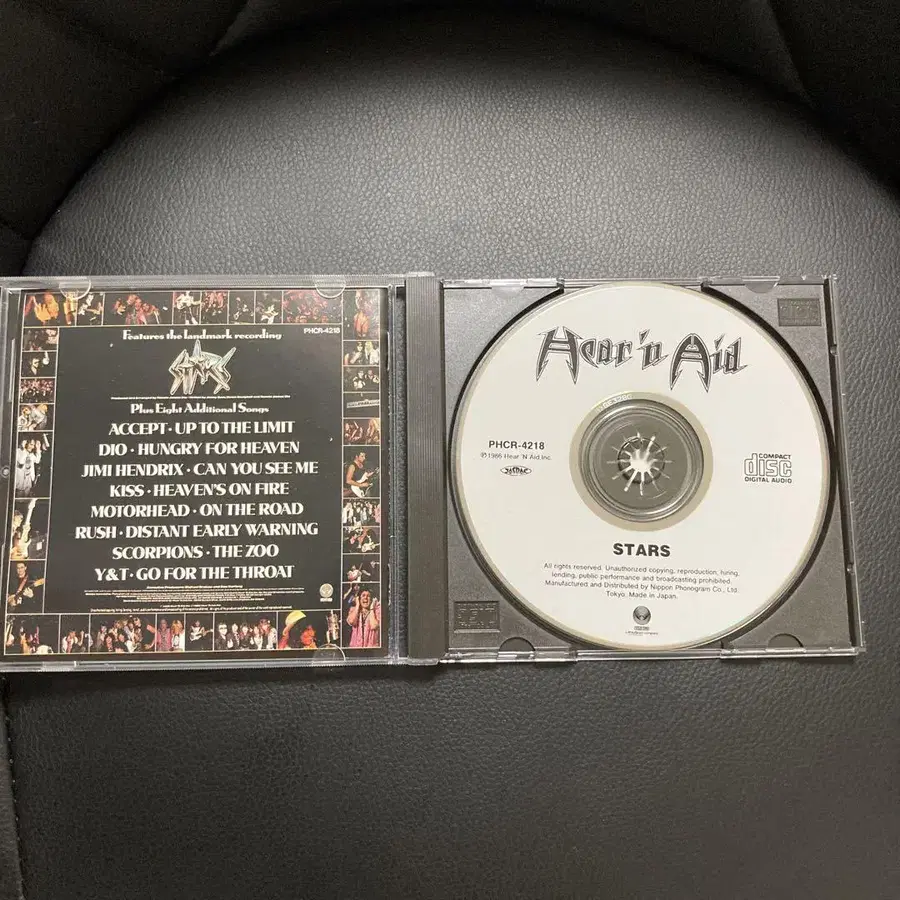 Features the landmark recording
PHCR-4218
STARS
Plus Eight Additional Songs
ACCEPT · UP TO THE LIMIT
DIO · HUNGRY FOR HEAVEN
JIMI HENDRIX · CAN YOU SEE ME
KISS · HEAVEN'S ON FIRE
MOTORHEAD · ON THE ROAD
RUSH · DISTANT EARLY WARNING
SCORPIONS · THE ZOO
Y&T · GO FOR THE THROAT
Hear 'n Aid
PHCR-4218
℗1986 Hear 'N Aid Inc.
COMPACT
disc
DIGITAL AUDIO
STARS
All rights reserved. Unauthorized copying, reproduction, hiring,
lending, public performance and broadcasting prohibited.
Manufactured and Distributed by Nippon Phonogram Co., Ltd.
Tokyo, Made in Japan.